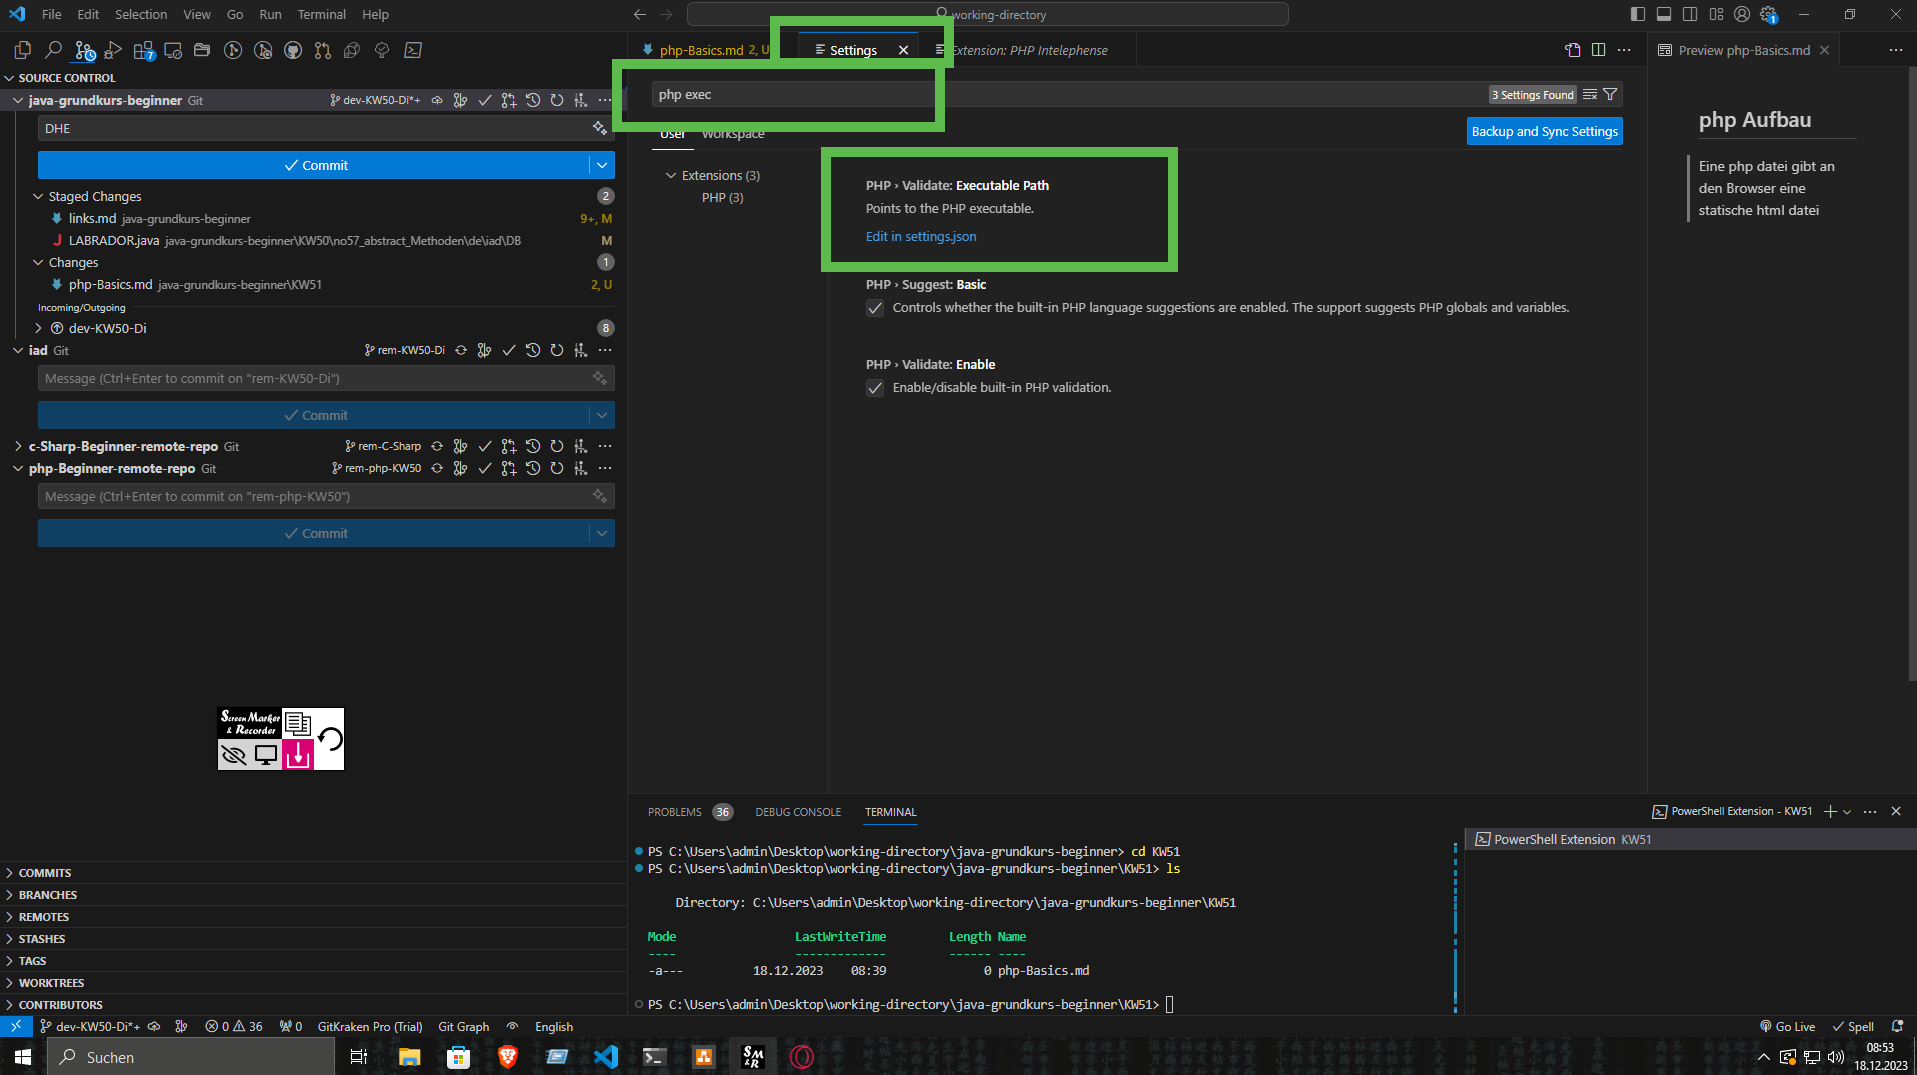 File Edit Selection View Go Run Terminal Help
working-directory
1
7
php-Basics.md 2, U
Settings
Extension: PHP Intelephense
Preview php-Basics.md
SOURCE CONTROL
java-grundkurs-beginner Git
dev-KW50-Di*+
DHE
Commit
Staged Changes
2
links.md java-grundkurs-beginner
9+, M
LABRADOR.java java-grundkurs-beginner\KW50\no57_abstract_Methoden\de\iad\DB
M
Changes
1
php-Basics.md java-grundkurs-beginner\KW51
2, U
Incoming/Outgoing
dev-KW50-Di
8
iad Git
rem-KW50-Di
Message (Ctrl+Enter to commit on "rem-KW50-Di")
Commit
c-Sharp-Beginner-remote-repo Git
rem-C-Sharp
php-Beginner-remote-repo Git
rem-php-KW50
Message (Ctrl+Enter to commit on "rem-php-KW50")
Commit
Screen Marker
& Recorder
COMMITS
BRANCHES
REMOTES
STASHES
TAGS
WORKTREES
CONTRIBUTORS
php exec
3 Settings Found
User Workspace
Backup and Sync Settings
Extensions (3)
PHP (3)
PHP › Validate: Executable Path
Points to the PHP executable.
Edit in settings.json
PHP › Suggest: Basic
Controls whether the built-in PHP language suggestions are enabled. The support suggests PHP globals and variables.
PHP › Validate: Enable
Enable/disable built-in PHP validation.
php Aufbau
Eine php datei gibt an
den Browser eine
statische html datei
PROBLEMS 36 DEBUG CONSOLE TERMINAL
PowerShell Extension - KW51
PowerShell Extension KW51
PS C:\Users\admin\Desktop\working-directory\java-grundkurs-beginner> cd KW51
PS C:\Users\admin\Desktop\working-directory\java-grundkurs-beginner\KW51> ls
Directory: C:\Users\admin\Desktop\working-directory\java-grundkurs-beginner\KW51
Mode LastWriteTime Length Name
---- ------------- ------ ----
-a--- 18.12.2023 08:39 0 php-Basics.md
PS C:\Users\admin\Desktop\working-directory\java-grundkurs-beginner\KW51>
dev-KW50-Di*+ 0 36 0 GitKraken Pro (Trial) Git Graph English
Go Live Spell
Suchen
S M & R
08:53
18.12.2023